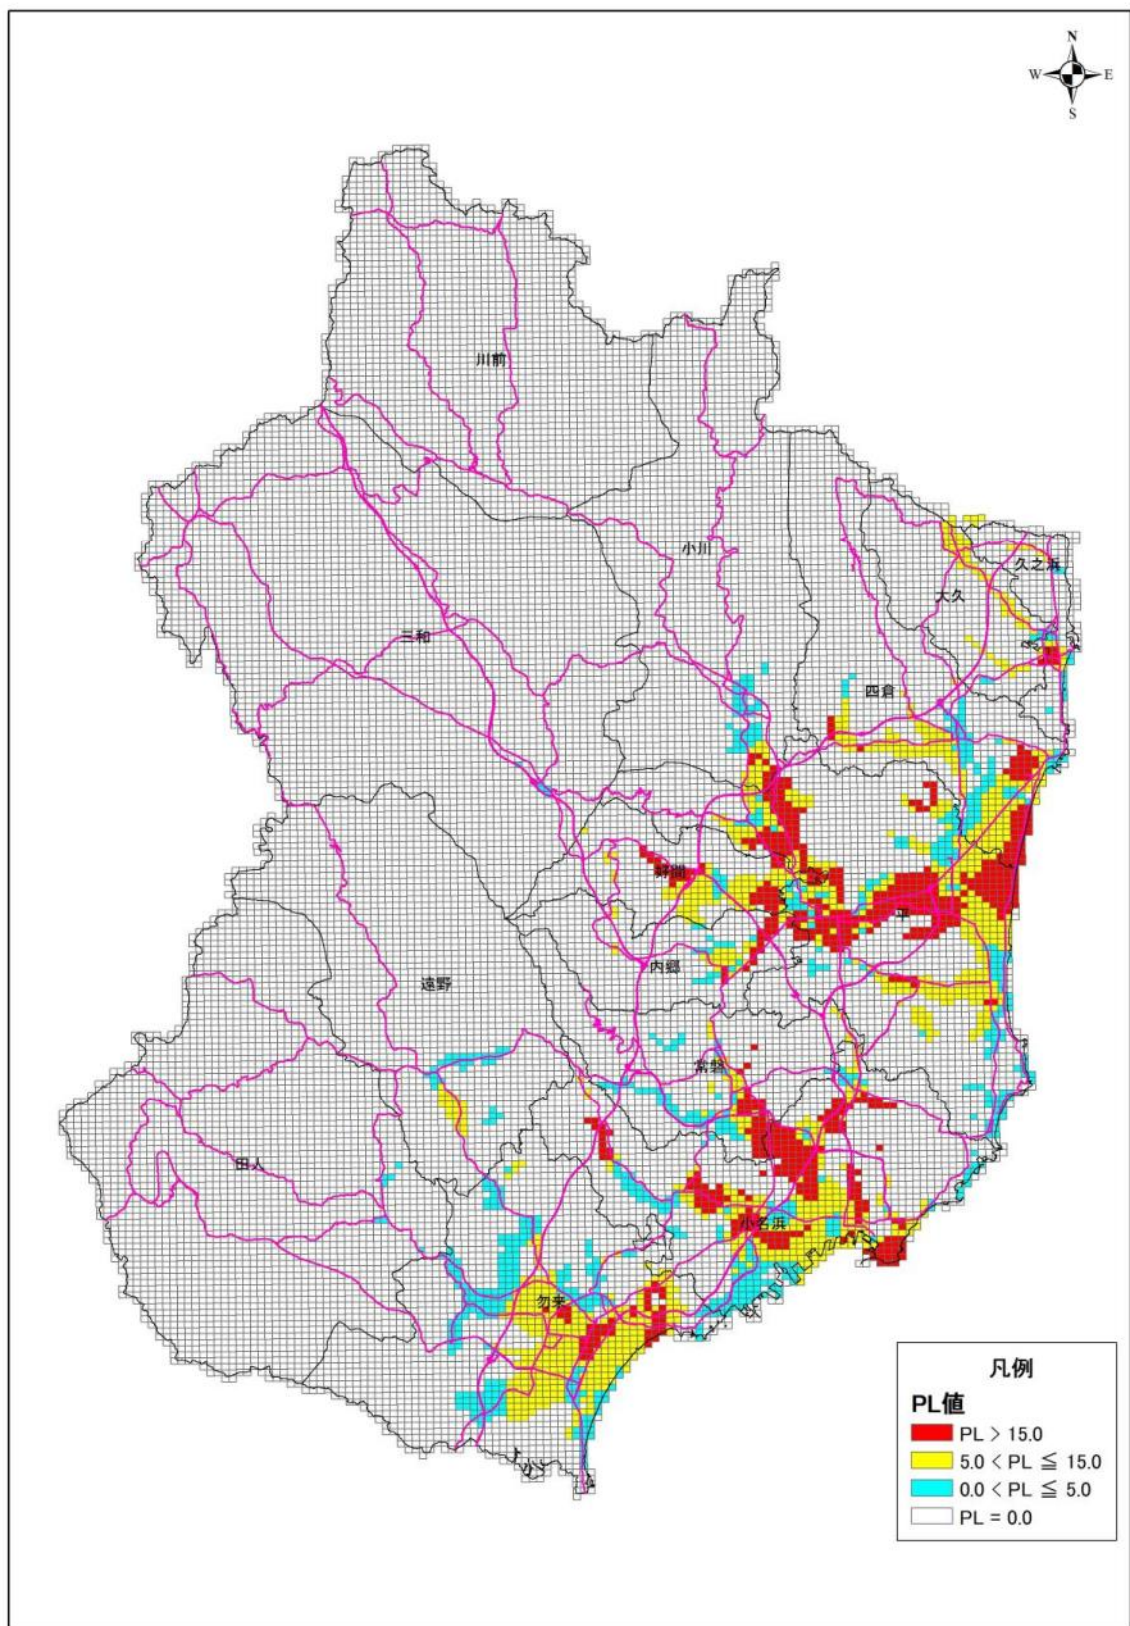 N
W
E
S
川前
小川
久之浜
大久
三和
四倉
好間
平
内郷
遠野
常磐
田人
小名浜
勿来
凡例
PL値
PL > 15.0
5.0 < PL ≦ 15.0
0.0 < PL ≦ 5.0
PL = 0.0